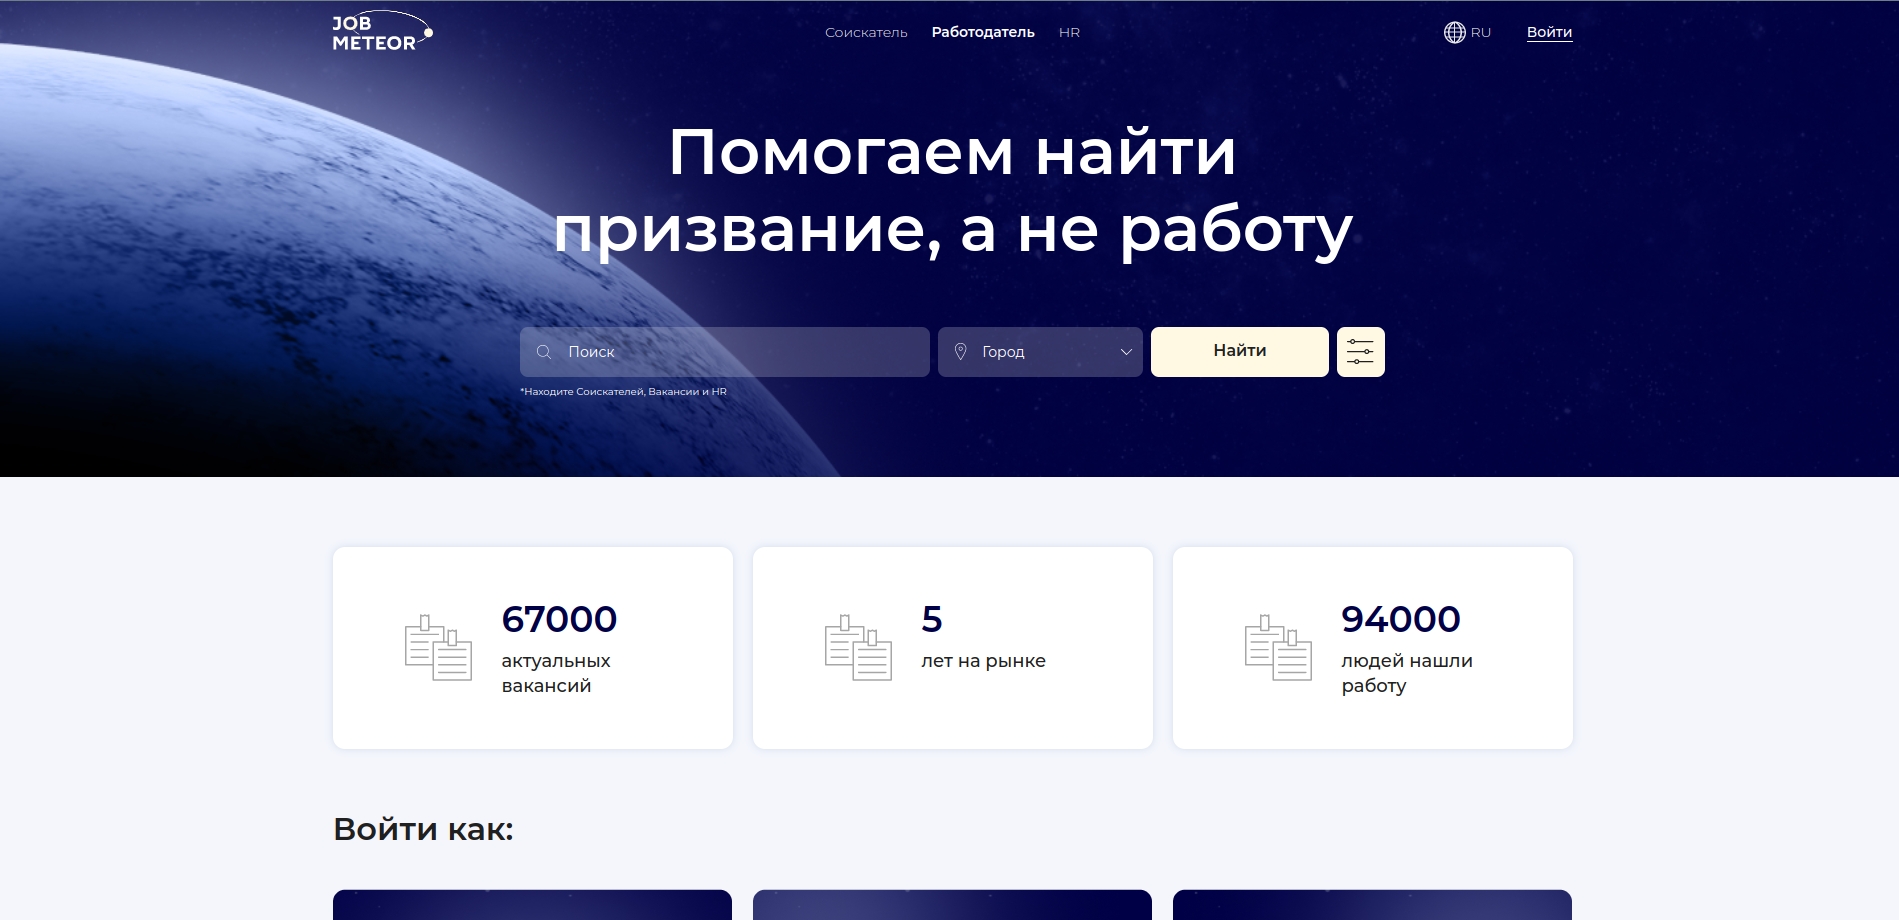 JOB
METEOR
Соискатель Работодатель HR
RU Войти
Помогаем найти
призвание, а не работу
Поиск Город Найти
*Находите Соискателей, Вакансии и HR
67000
актуальных
вакансий
5
лет на рынке
94000
людей нашли
работу
Войти как: